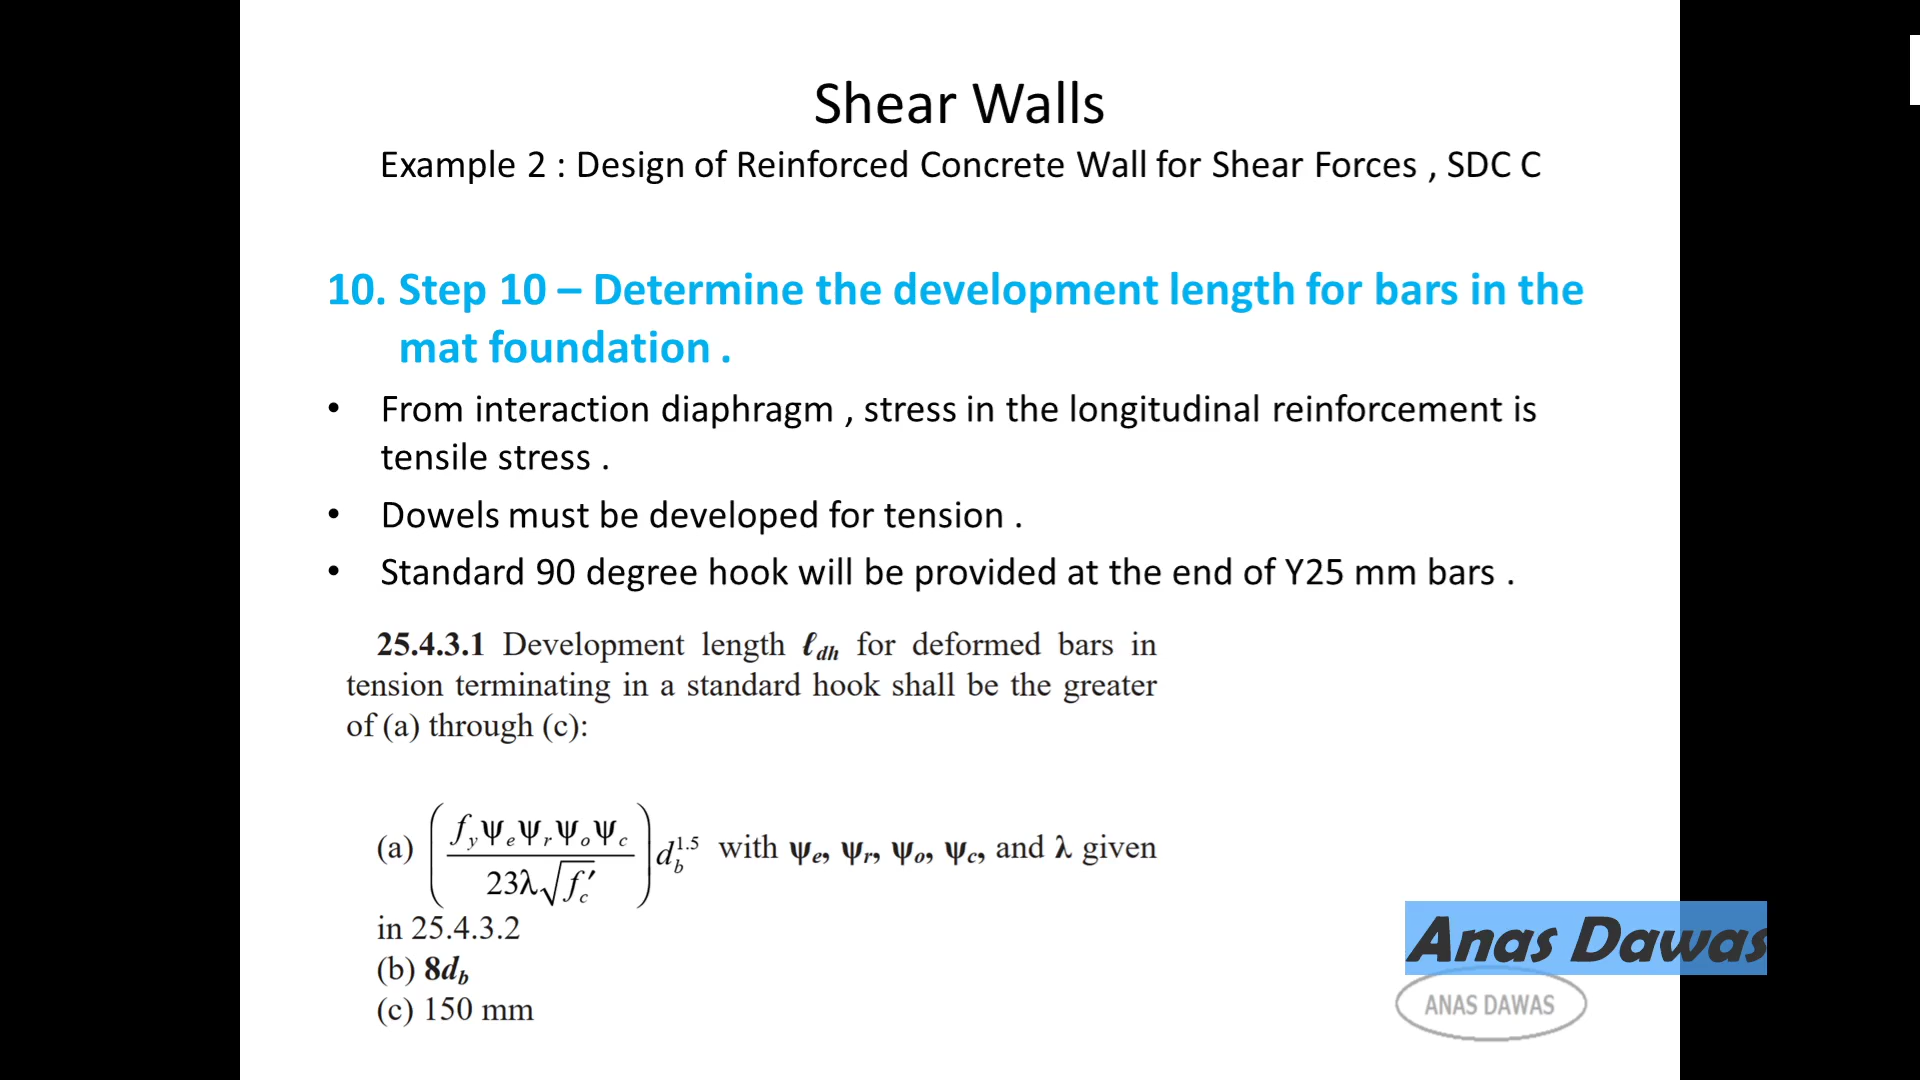 Shear Walls
Example 2 : Design of Reinforced Concrete Wall for Shear Forces , SDC C
10. Step 10 – Determine the development length for bars in the
mat foundation .
• From interaction diaphragm , stress in the longitudinal reinforcement is
tensile stress .
• Dowels must be developed for tension .
• Standard 90 degree hook will be provided at the end of Y25 mm bars .
25.4.3.1 Development length ℓdh for deformed bars in
tension terminating in a standard hook shall be the greater
of (a) through (c):
(a) (fyψeψrψoψc / 23λ√fc′) db^1.5 with ψe, ψr, ψo, ψc, and λ given
in 25.4.3.2
(b) 8db
(c) 150 mm
Anas Dawas
ANAS DAWAS